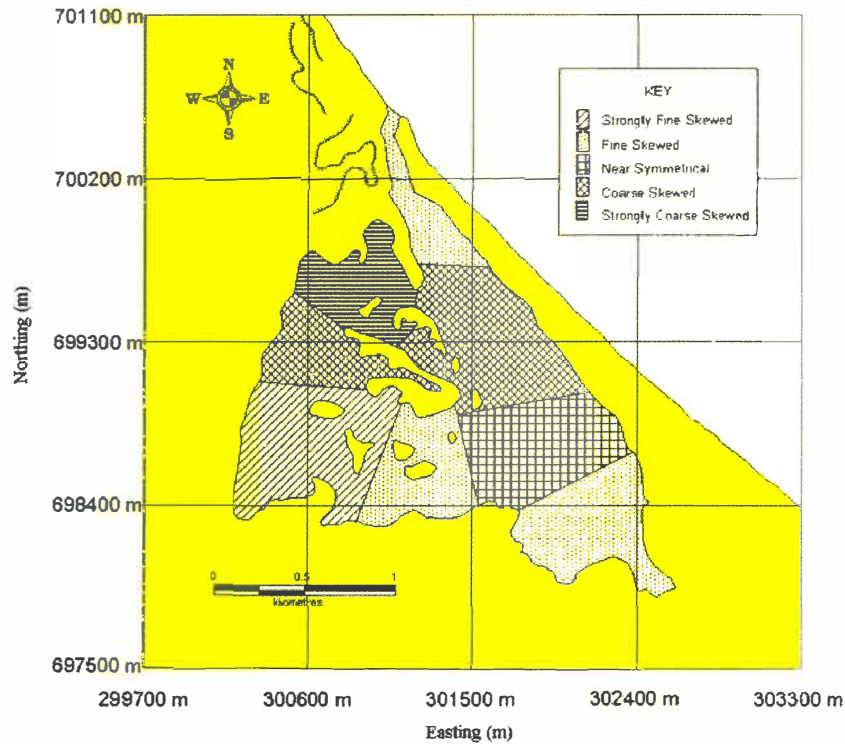 701100 m
700200 m
699300 m
698400 m
697500 m
Northing (m)
N
W E
S
KEY
Strongly Fine Skewed
Fine Skewed
Near Symmetrical
Coarse Skewed
Strongly Coarse Skewed
0 0.5 1
kilometres
299700 m 300600 m 301500 m 302400 m 303300 m
Easting (m)